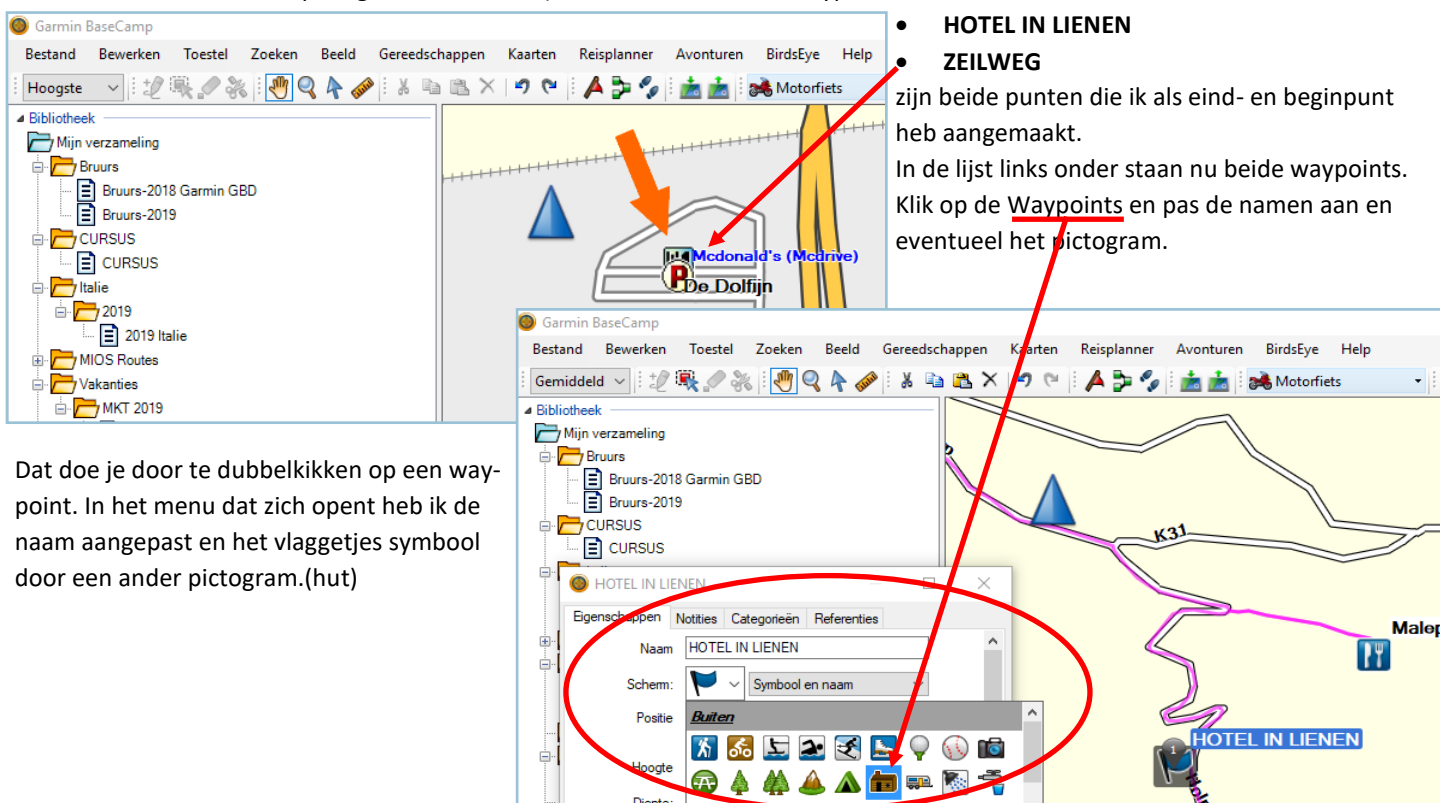 Garmin BaseCamp
Bestand Bewerken Toestel Zoeken Beeld Gereedschappen Kaarten Reisplanner Avonturen BirdsEye Help
Hoogste Motorfiets
Bibliotheek
Mijn verzameling
Bruurs
Bruurs-2018 Garmin GBD
Bruurs-2019
CURSUS
CURSUS
Italie
2019
2019 Italie
MIOS Routes
Vakanties
MKT 2019
Mcdonald's (Mcdrive)
P
De Dolfijn
• HOTEL IN LIENEN
• ZEILWEG
zijn beide punten die ik als eind- en beginpunt
heb aangemaakt.
In de lijst links onder staan nu beide waypoints.
Klik op de Waypoints en pas de namen aan en
eventueel het pictogram.
Dat doe je door te dubbelkikken op een way-
point. In het menu dat zich opent heb ik de
naam aangepast en het vlaggetjes symbool
door een ander pictogram.(hut)
Garmin BaseCamp
Bestand Bewerken Toestel Zoeken Beeld Gereedschappen Kaarten Reisplanner Avonturen BirdsEye Help
Gemiddeld Motorfiets
Bibliotheek
Mijn verzameling
Bruurs
Bruurs-2018 Garmin GBD
Bruurs-2019
CURSUS
CURSUS
HOTEL IN LIENEN
Eigenschappen Notities Categorieën Referenties
Naam HOTEL IN LIENEN
Scherm: Symbool en naam
Positie Buiten
Hoogte
Diepte:
K31
Malep
1
HOTEL IN LIENEN